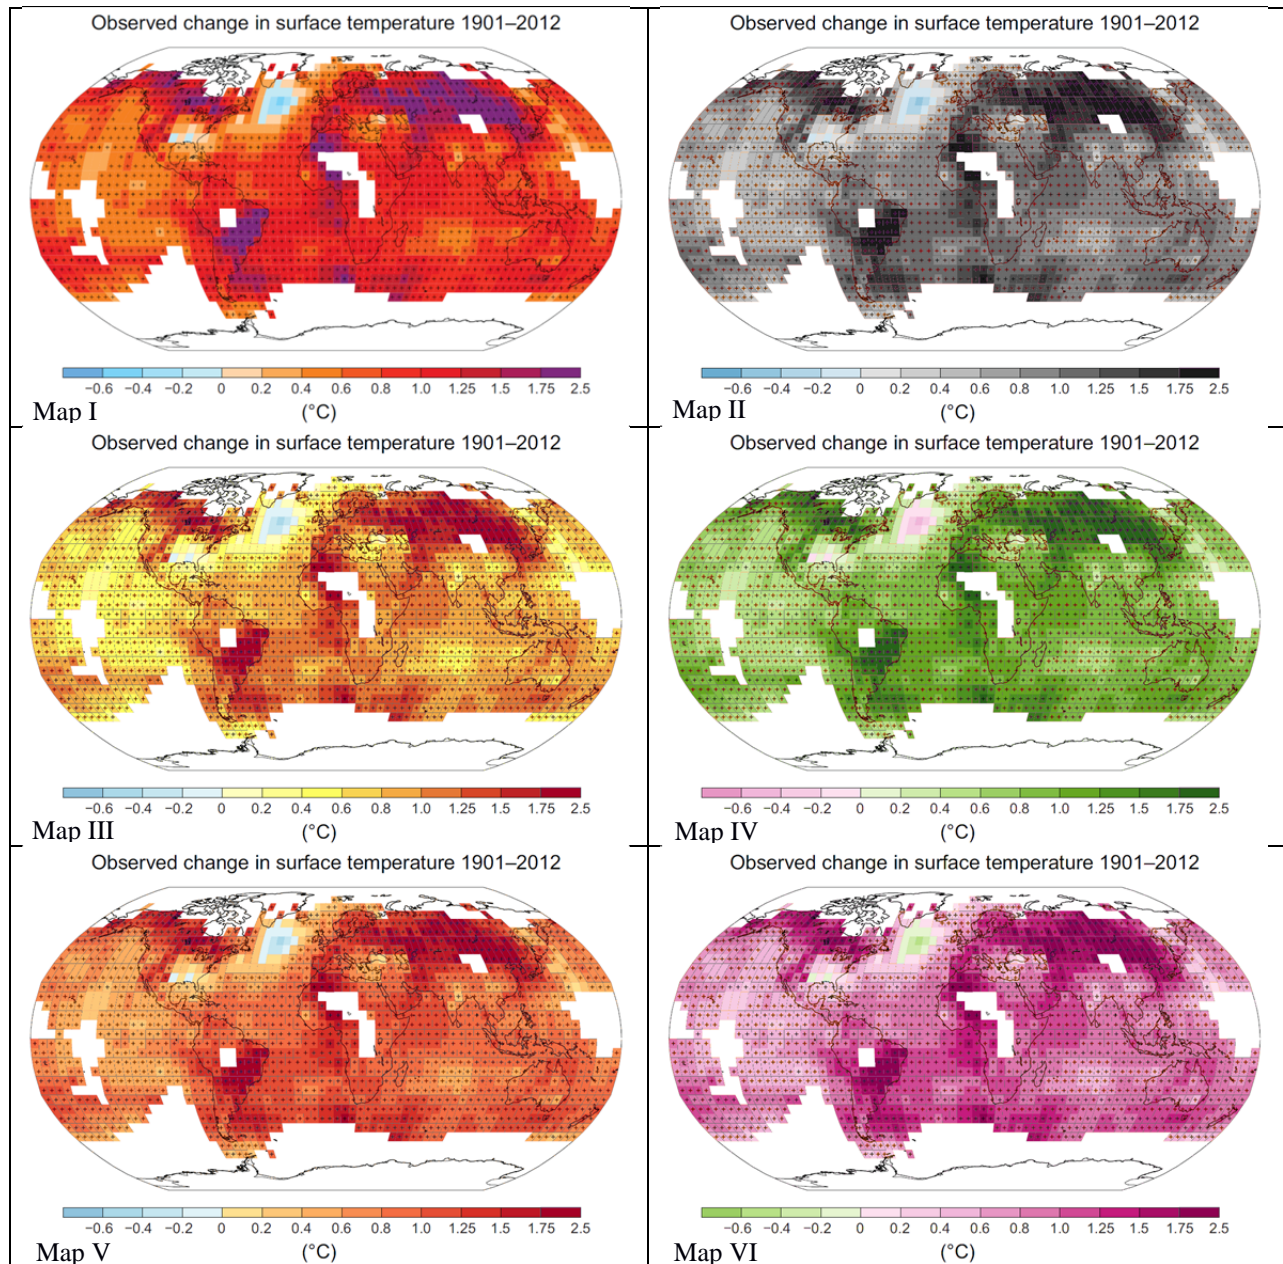 Observed change in surface temperature 1901–2012
−0.6 −0.4 −0.2 0 0.2 0.4 0.6 0.8 1.0 1.25 1.5 1.75 2.5
Map I (°C)
Observed change in surface temperature 1901–2012
−0.6 −0.4 −0.2 0 0.2 0.4 0.6 0.8 1.0 1.25 1.5 1.75 2.5
Map II (°C)
Observed change in surface temperature 1901–2012
−0.6 −0.4 −0.2 0 0.2 0.4 0.6 0.8 1.0 1.25 1.5 1.75 2.5
Map III (°C)
Observed change in surface temperature 1901–2012
−0.6 −0.4 −0.2 0 0.2 0.4 0.6 0.8 1.0 1.25 1.5 1.75 2.5
Map IV (°C)
Observed change in surface temperature 1901–2012
−0.6 −0.4 −0.2 0 0.2 0.4 0.6 0.8 1.0 1.25 1.5 1.75 2.5
Map V (°C)
Observed change in surface temperature 1901–2012
−0.6 −0.4 −0.2 0 0.2 0.4 0.6 0.8 1.0 1.25 1.5 1.75 2.5
Map VI (°C)